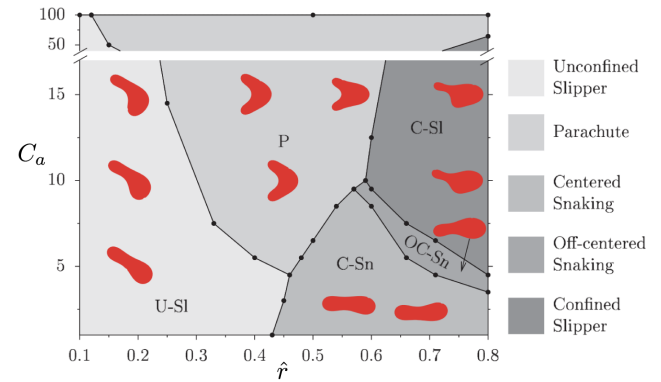 100
50
15
10
5
C_a
P
C-Sl
OC-Sn
C-Sn
U-Sl
0.1 0.2 0.3 0.4 0.5 0.6 0.7 0.8
r̂
Unconfined
Slipper
Parachute
Centered
Snaking
Off-centered
Snaking
Confined
Slipper